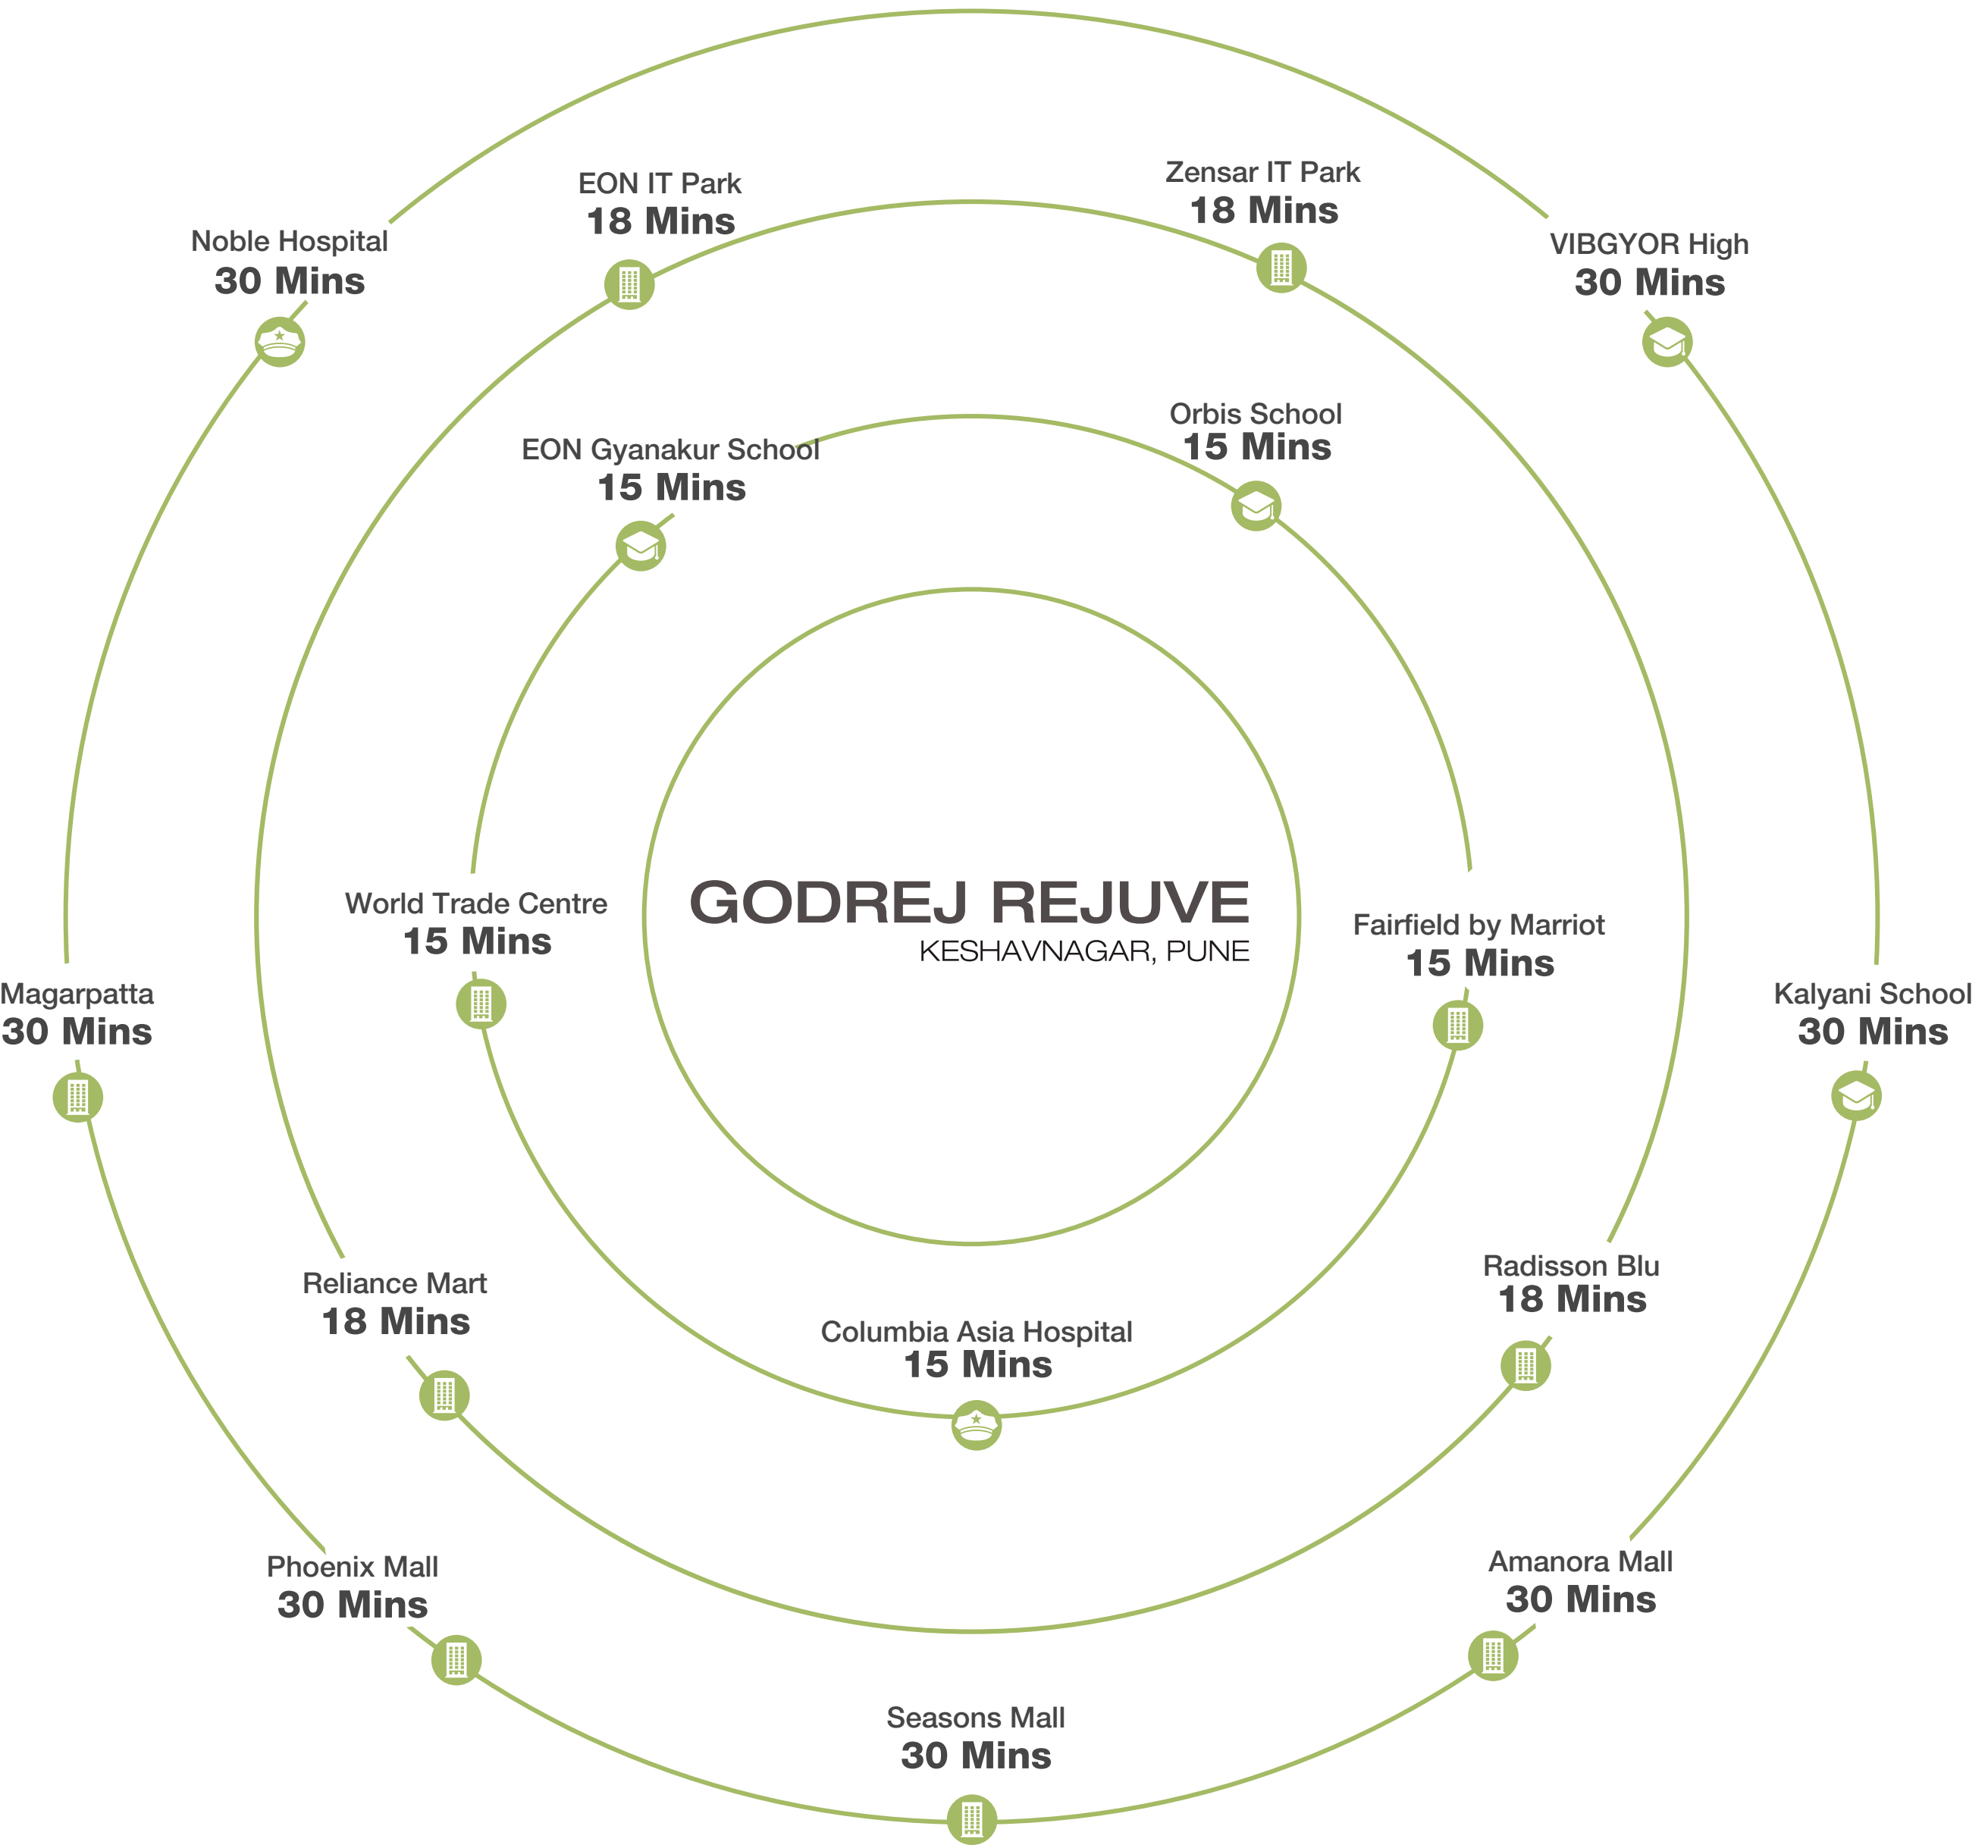 Zensar IT Park
18 Mins
EON IT Park
18 Mins
Noble Hospital
30 Mins
VIBGYOR High
30 Mins
Orbis School
15 Mins
EON Gyanakur School
15 Mins
GODREJ REJUVE
KESHAVNAGAR, PUNE
World Trade Centre
15 Mins
Fairfield by Marriot
15 Mins
Magarpatta
30 Mins
Kalyani School
30 Mins
Reliance Mart
18 Mins
Radisson Blu
18 Mins
Columbia Asia Hospital
15 Mins
Phoenix Mall
30 Mins
Amanora Mall
30 Mins
Seasons Mall
30 Mins